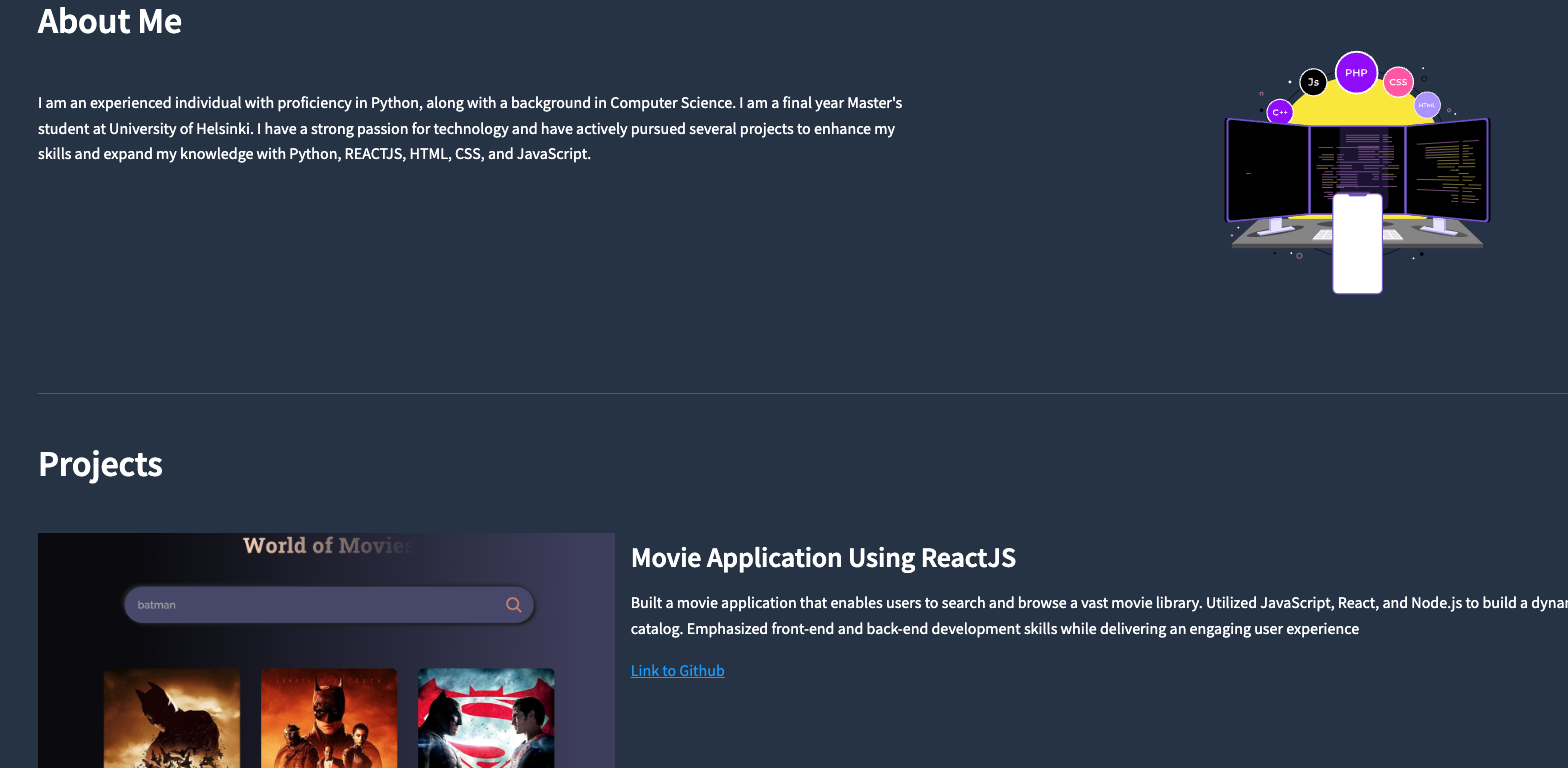 About Me
I am an experienced individual with proficiency in Python, along with a background in Computer Science. I am a final year Master's
student at University of Helsinki. I have a strong passion for technology and have actively pursued several projects to enhance my
skills and expand my knowledge with Python, REACTJS, HTML, CSS, and JavaScript.
PHP
Js
CSS
HTML
C++
Projects
World of Movies
batman
Movie Application Using ReactJS
Built a movie application that enables users to search and browse a vast movie library. Utilized JavaScript, React, and Node.js to build a
catalog. Emphasized front-end and back-end development skills while delivering an engaging user experience
Link to Github